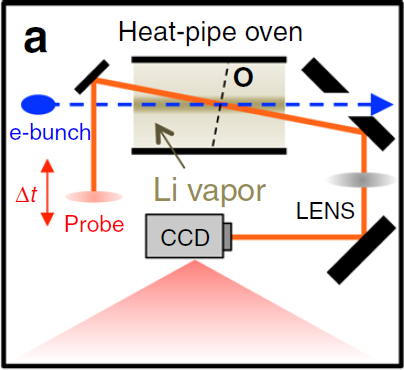 a
Heat-pipe oven
O
e-bunch
Δt
Probe
Li vapor
LENS
CCD